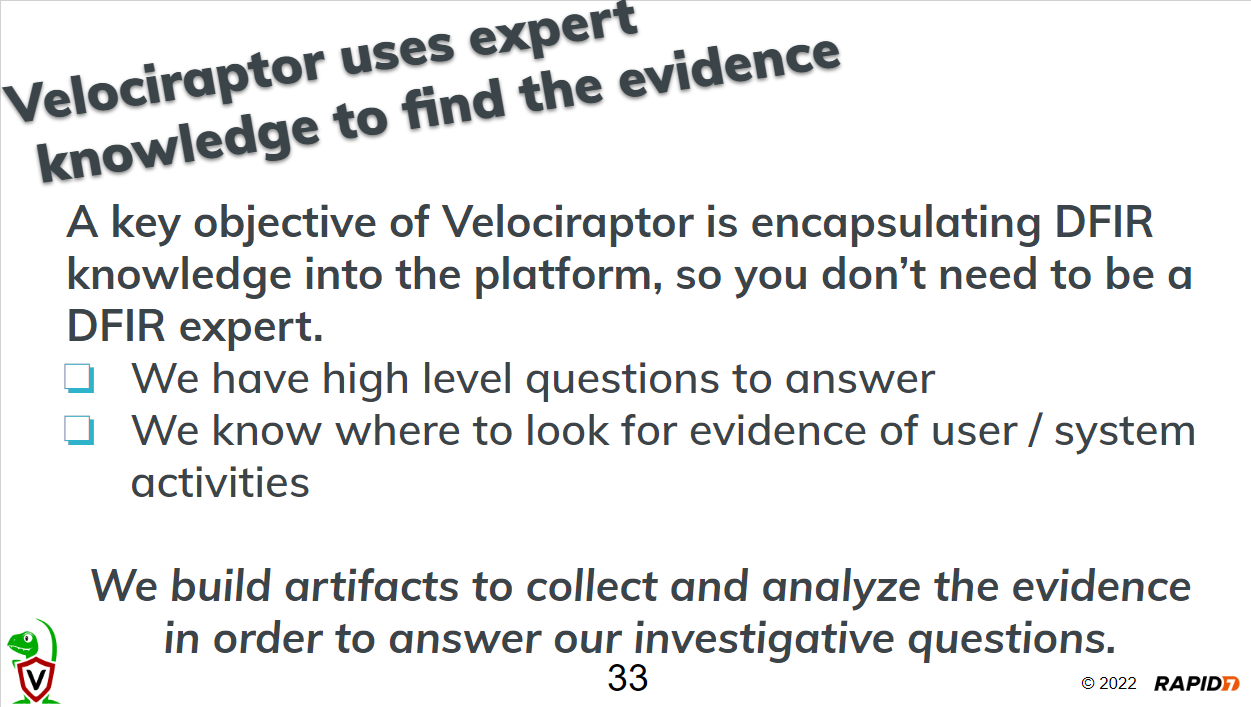 Velociraptor uses expert
knowledge to find the evidence
A key objective of Velociraptor is encapsulating DFIR
knowledge into the platform, so you don’t need to be a
DFIR expert.
❏ We have high level questions to answer
❏ We know where to look for evidence of user / system
activities
We build artifacts to collect and analyze the evidence
in order to answer our investigative questions.
V
33
© 2022 RAPID7